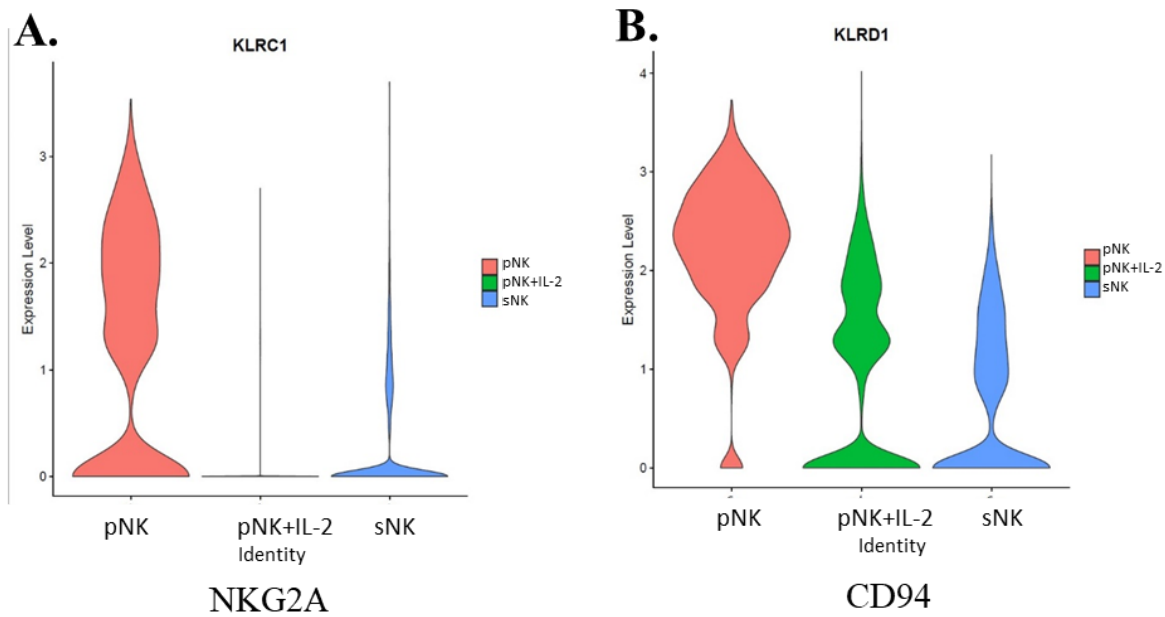 A.
KLRC1
3
2
1
0
Expression Level
pNK
pNK+IL-2
sNK
pNK
pNK+IL-2
sNK
Identity
NKG2A
B.
KLRD1
4
3
2
1
0
Expression Level
pNK
pNK+IL-2
sNK
pNK
pNK+IL-2
sNK
Identity
CD94